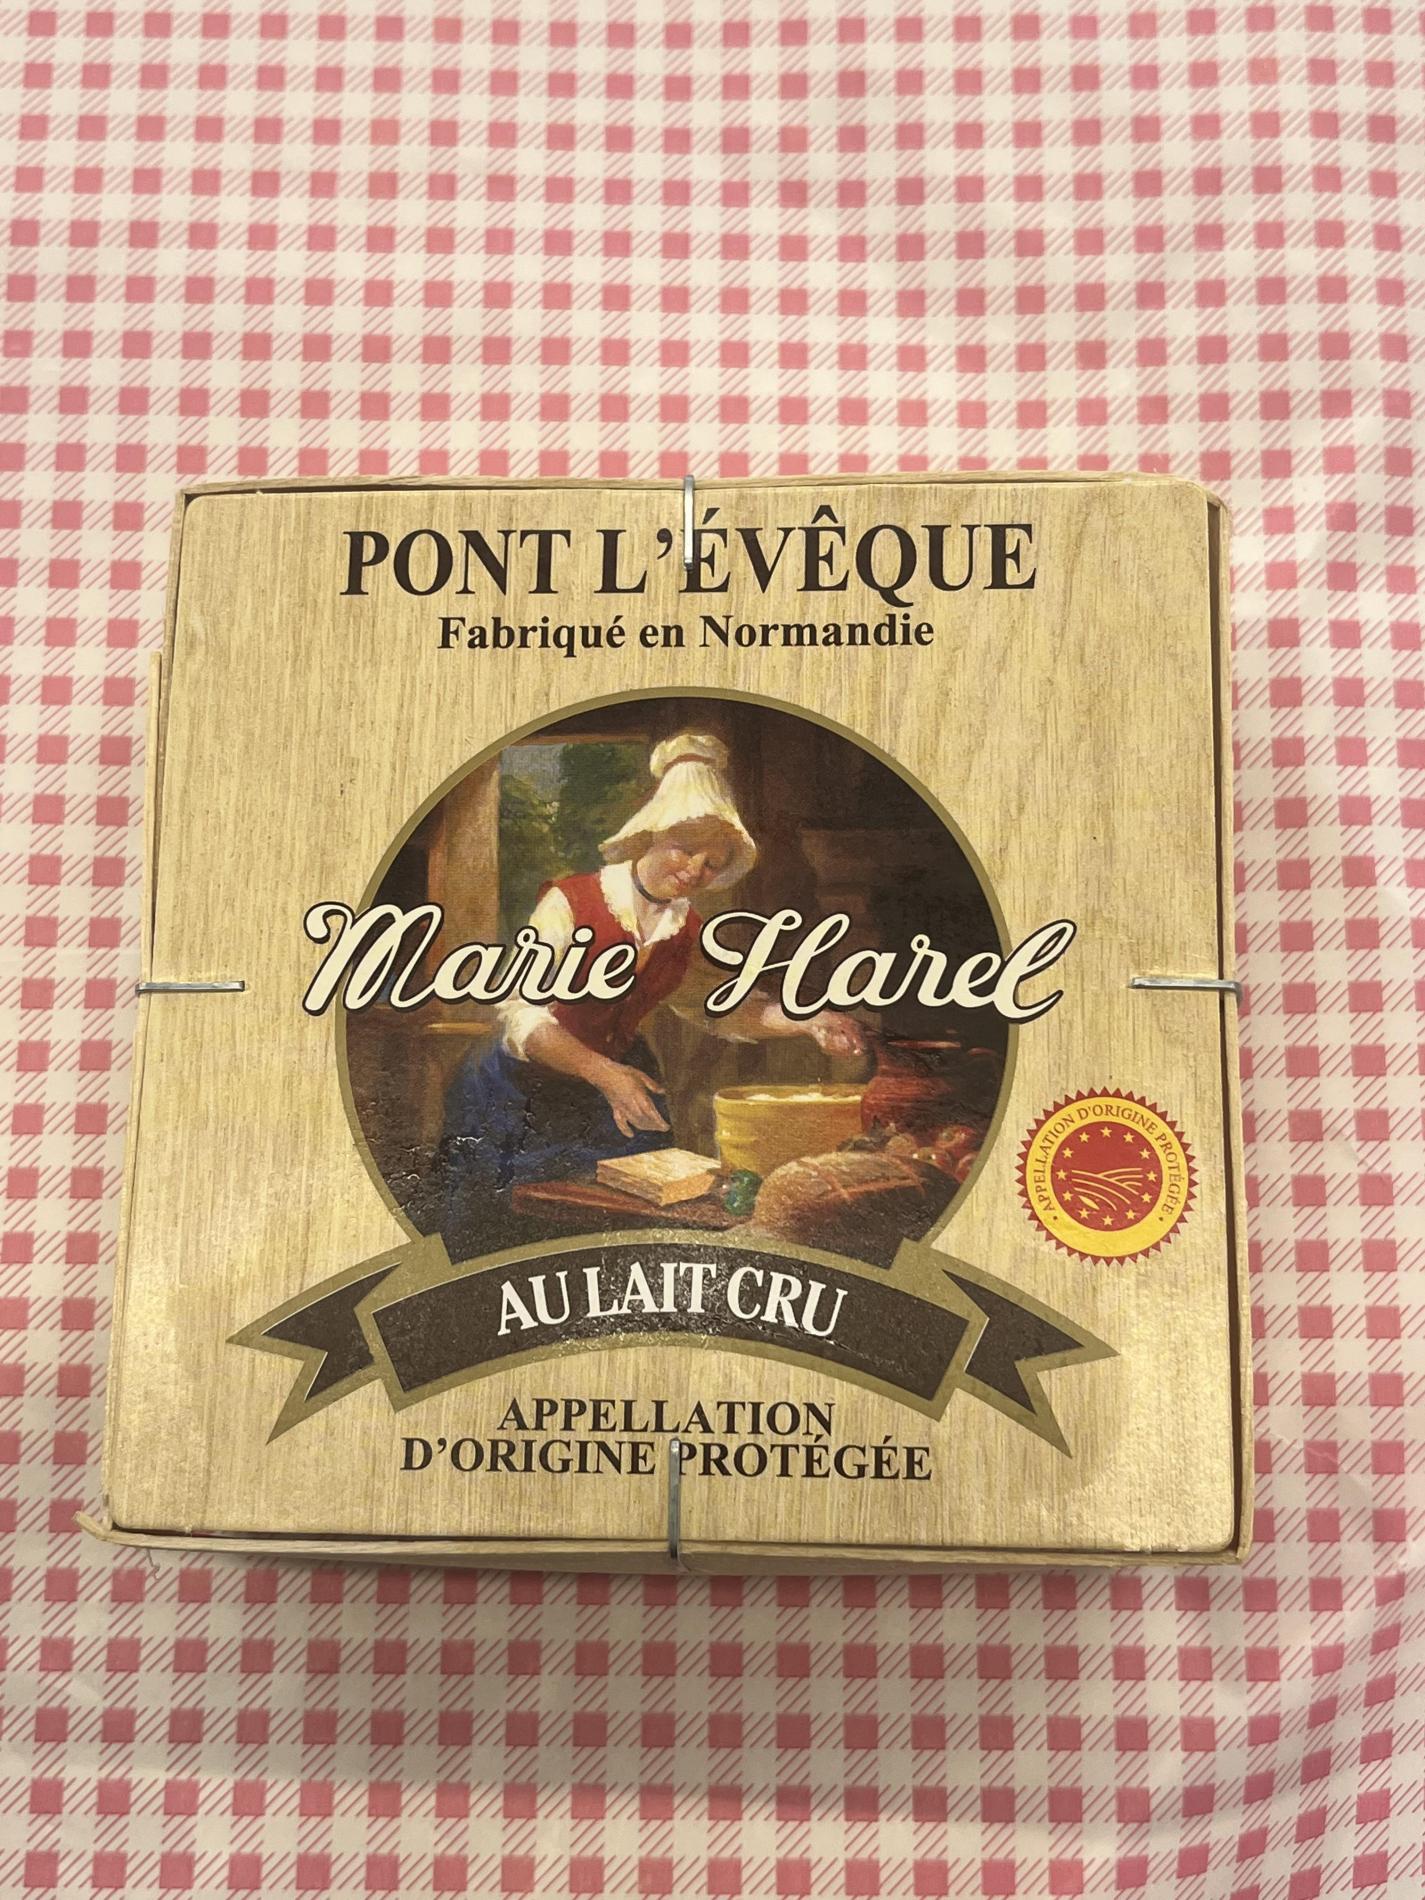 PONT L'ÉVÊQUE
Fabriqué en Normandie
Marie Harel
APPELLATION D'ORIGINE PROTÉGÉE
AU LAIT CRU
APPELLATION
D'ORIGINE PROTÉGÉE